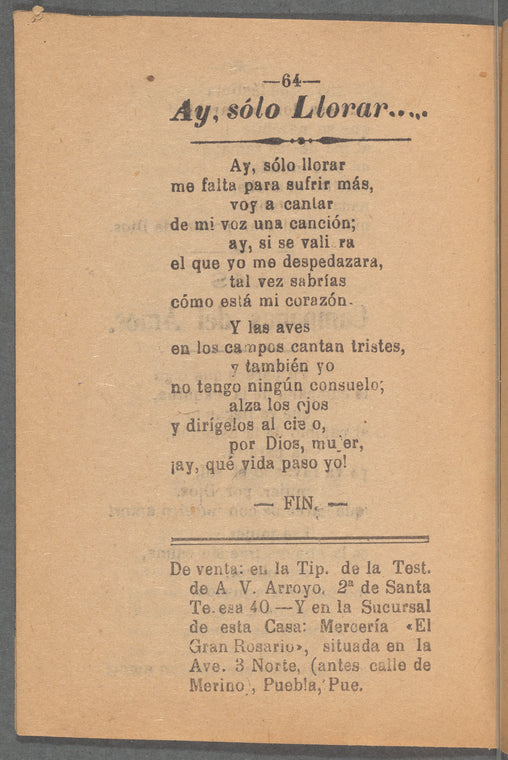 —64—
Ay, sólo Llorar.....
Ay, sólo llorar
me falta para sufrir más,
voy a cantar
de mi voz una canción;
ay, si se vali ra
el que yo me despedazara,
tal vez sabrías
cómo está mi corazón.
Y las aves
en los campos cantan tristes,
y también yo
no tengo ningún consuelo;
alza los ojos
y dirígelos al cie o,
por Dios, mujer,
¡ay, qué vida paso yo!
— FIN. —
De venta: en la Tip. de la Test.
de A V. Arroyo, 2ª de Santa
Te.esa 40.—Y en la Sucursal
de esta Casa: Mercería «El
Gran Rosario», situada en la
Ave. 3 Norte, (antes calle de
Merino), Puebla, Pue.